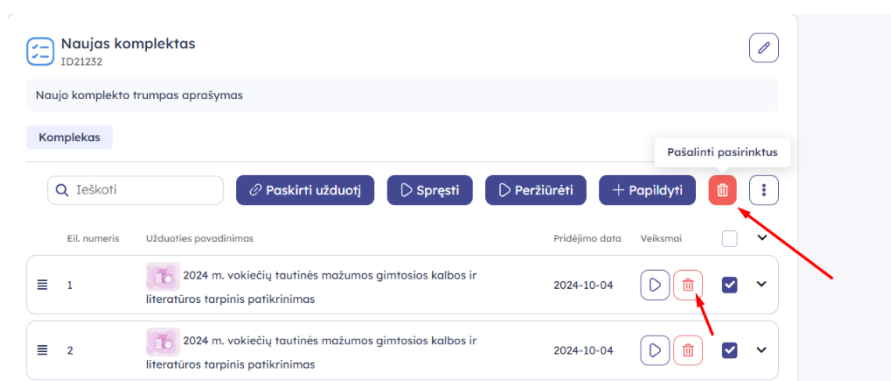 Naujas komplektas
ID21232
Naujo komplekto trumpas aprašymas
Komplekas
Pašalinti pasirinktus
Ieškoti
Paskirti užduotį
Spręsti
Peržiūrėti
Papildyti
Eil. numeris Užduoties pavadinimas Pridėjimo data Veiksmai
1 2024 m. vokiečių tautinės mažumos gimtosios kalbos ir
literatūros tarpinis patikrinimas 2024-10-04
2 2024 m. vokiečių tautinės mažumos gimtosios kalbos ir
literatūros tarpinis patikrinimas 2024-10-04